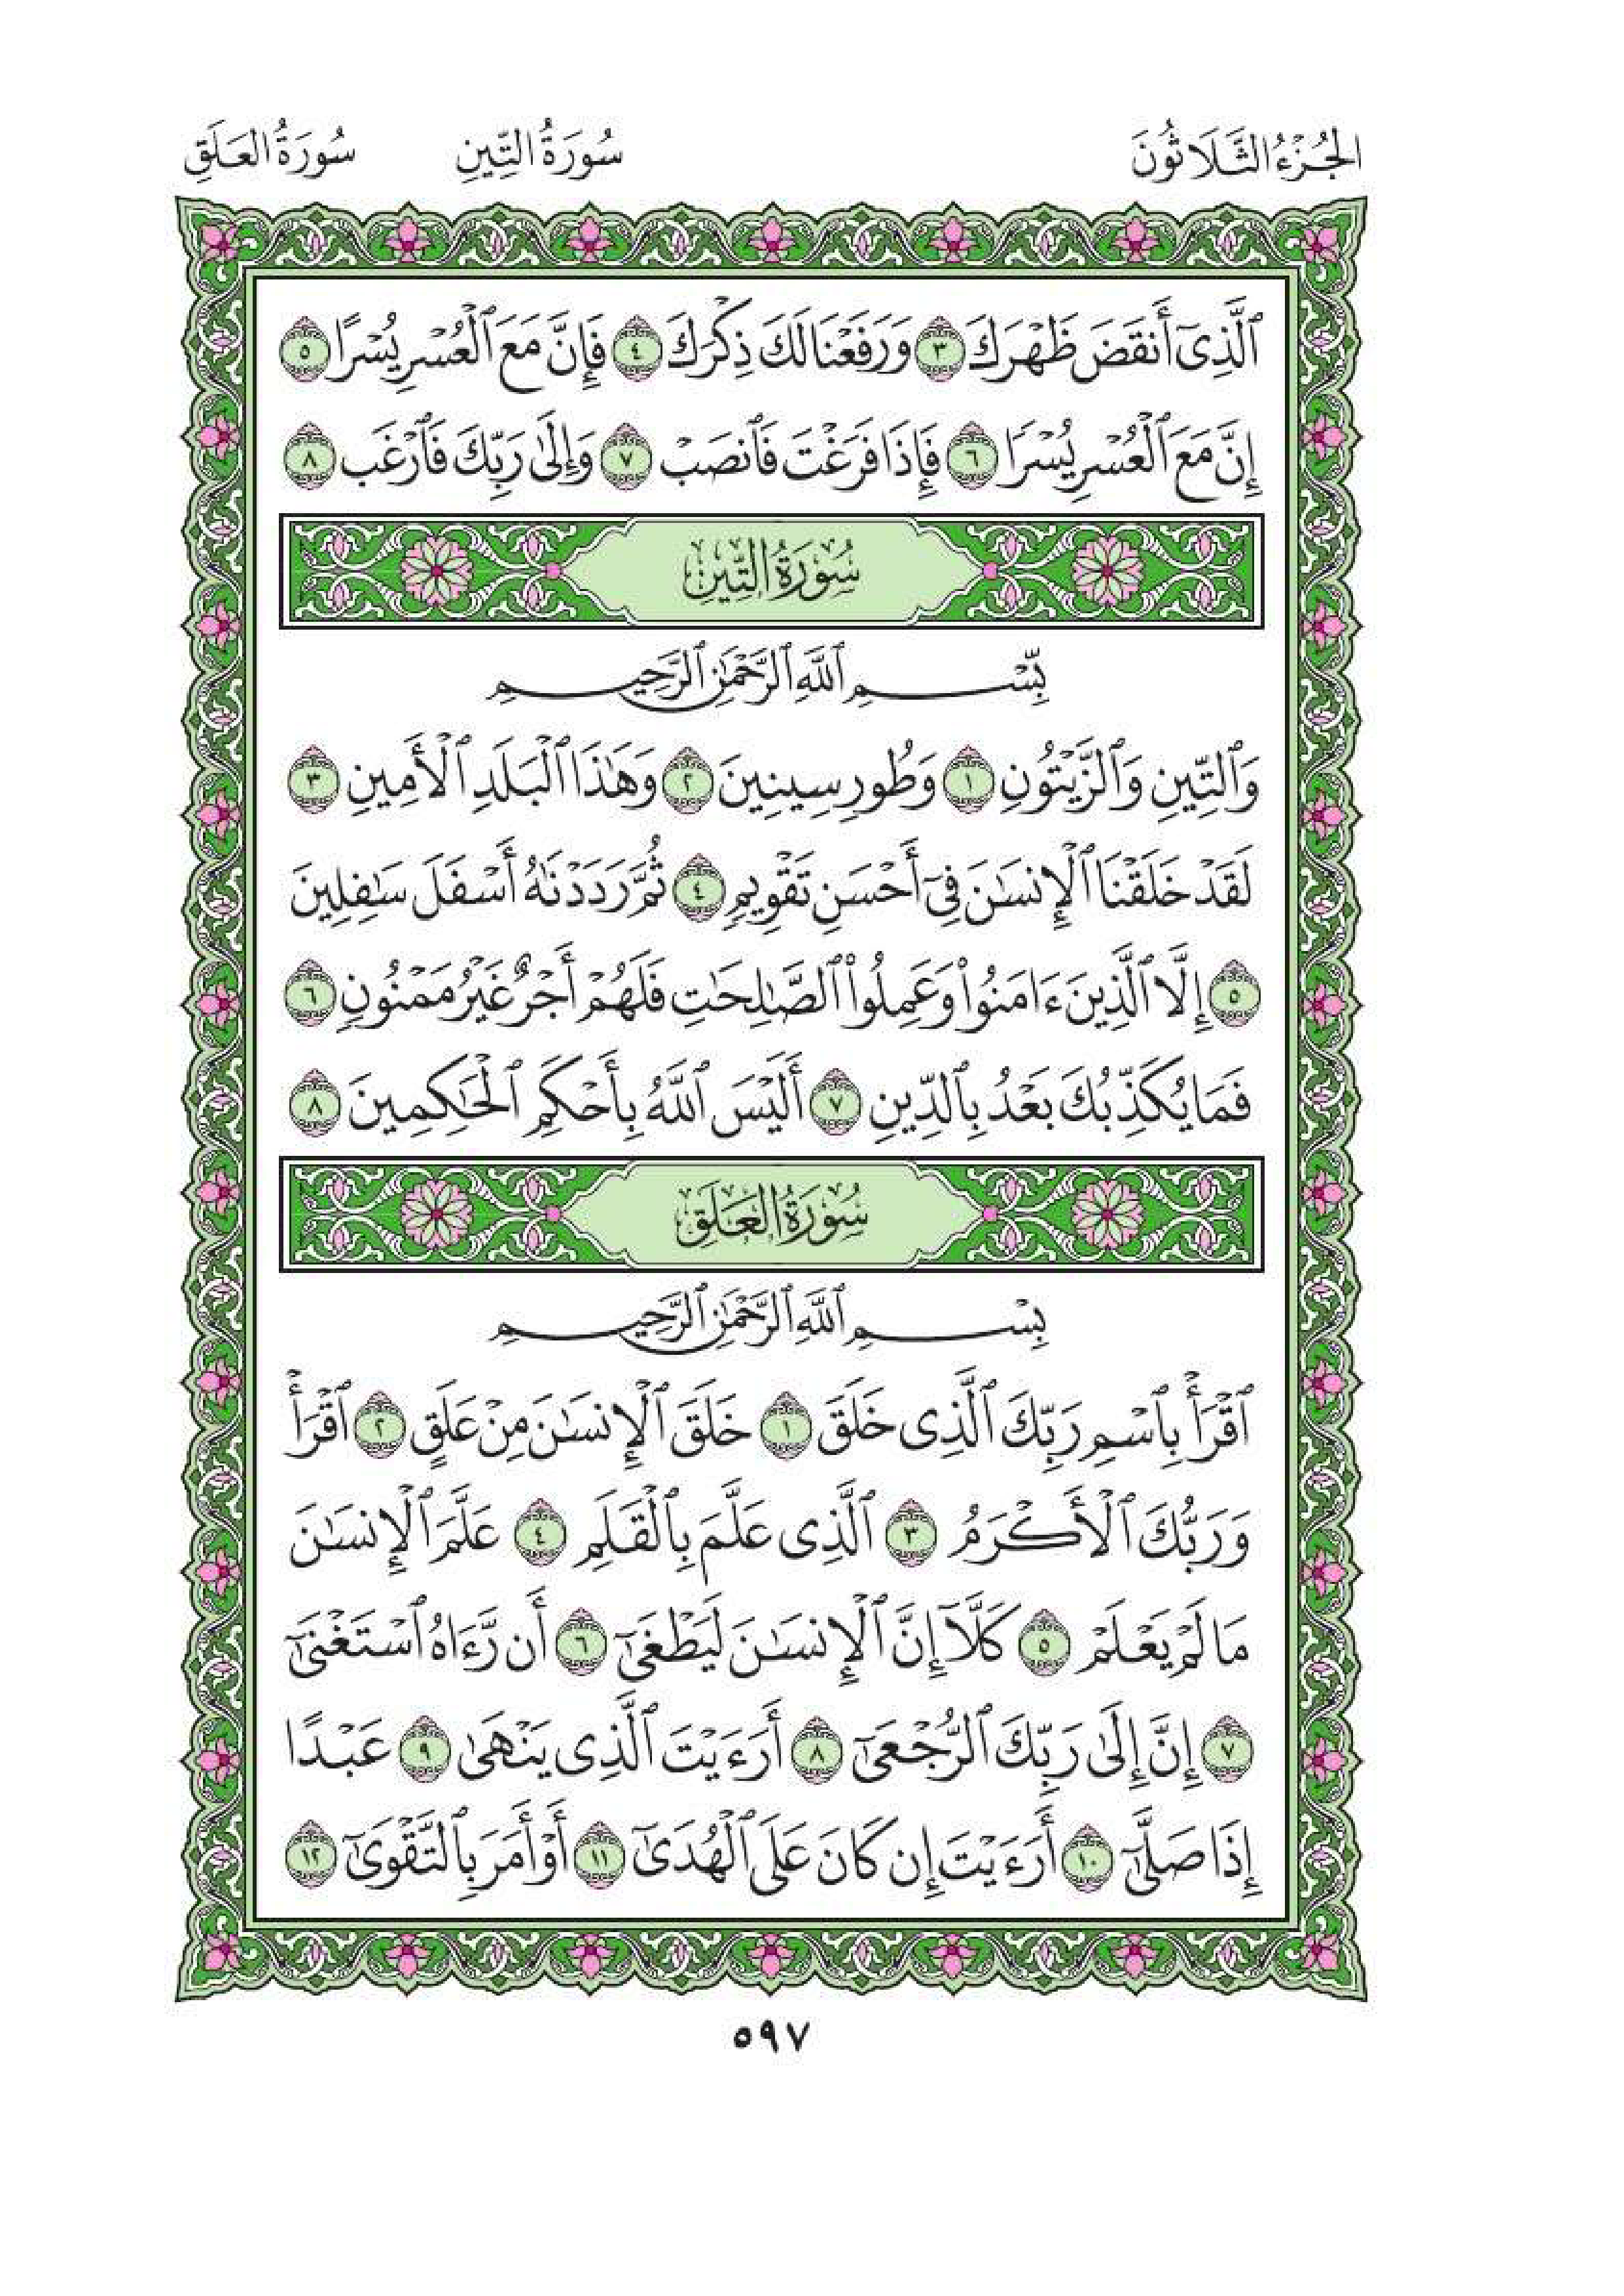 الجُزْءُ الثَّلَاثُونَ سُورَةُ التِّينِ سُورَةُ العَلَقِ
ٱلَّذِىٓ أَنقَضَ ظَهْرَكَ ٣ وَرَفَعْنَا لَكَ ذِكْرَكَ ٤ فَإِنَّ مَعَ ٱلْعُسْرِ يُسْرًا ٥
إِنَّ مَعَ ٱلْعُسْرِ يُسْرًا ٦ فَإِذَا فَرَغْتَ فَٱنصَبْ ٧ وَإِلَىٰ رَبِّكَ فَٱرْغَب ٨
سُورَةُ التِّينِ
بِّسْمِ ٱللَّهِ ٱلرَّحْمَٰنِ ٱلرَّحِيمِ
وَٱلتِّينِ وَٱلزَّيْتُونِ ١ وَطُورِ سِينِينَ ٢ وَهَٰذَا ٱلْبَلَدِ ٱلْأَمِينِ ٣
لَقَدْ خَلَقْنَا ٱلْإِنسَٰنَ فِىٓ أَحْسَنِ تَقْوِيمٍ ٤ ثُمَّ رَدَدْنَٰهُ أَسْفَلَ سَٰفِلِينَ
٥ إِلَّا ٱلَّذِينَ ءَامَنُوا۟ وَعَمِلُوا۟ ٱلصَّٰلِحَٰتِ فَلَهُمْ أَجْرٌ غَيْرُ مَمْنُونٍ ٦
فَمَا يُكَذِّبُكَ بَعْدُ بِٱلدِّينِ ٧ أَلَيْسَ ٱللَّهُ بِأَحْكَمِ ٱلْحَٰكِمِينَ ٨
سُورَةُ العَلَقِ
بِسْمِ ٱللَّهِ ٱلرَّحْمَٰنِ ٱلرَّحِيمِ
ٱقْرَأْ بِٱسْمِ رَبِّكَ ٱلَّذِى خَلَقَ ١ خَلَقَ ٱلْإِنسَٰنَ مِنْ عَلَقٍ ٢ ٱقْرَأْ
وَرَبُّكَ ٱلْأَكْرَمُ ٣ ٱلَّذِى عَلَّمَ بِٱلْقَلَمِ ٤ عَلَّمَ ٱلْإِنسَٰنَ
مَا لَمْ يَعْلَمْ ٥ كَلَّآ إِنَّ ٱلْإِنسَٰنَ لَيَطْغَىٰٓ ٦ أَن رَّءَاهُ ٱسْتَغْنَىٰٓ
٧ إِنَّ إِلَىٰ رَبِّكَ ٱلرُّجْعَىٰٓ ٨ أَرَءَيْتَ ٱلَّذِى يَنْهَىٰ ٩ عَبْدًا
إِذَا صَلَّىٰٓ ١٠ أَرَءَيْتَ إِن كَانَ عَلَى ٱلْهُدَىٰٓ ١١ أَوْ أَمَرَ بِٱلتَّقْوَىٰٓ ١٢
٥٩٧